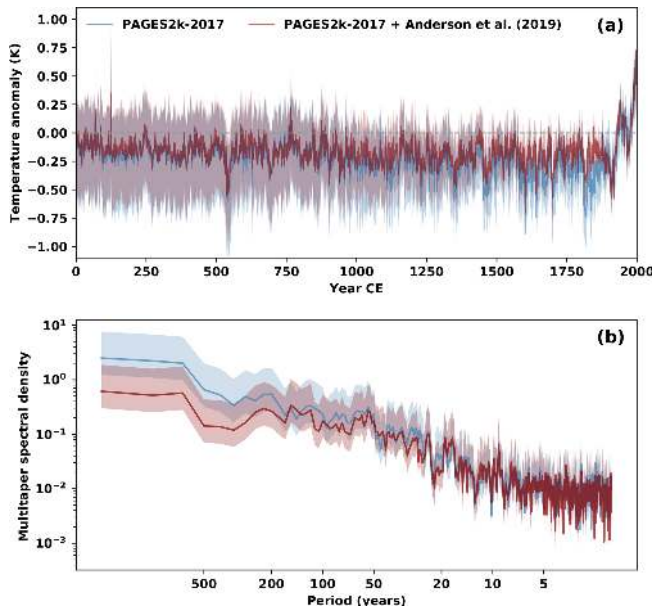 PAGES2k-2017 PAGES2k-2017 + Anderson et al. (2019) (a)
1.00
0.75
0.50
0.25
0.00
−0.25
−0.50
−0.75
−1.00
Temperature anomaly (K)
0 250 500 750 1000 1250 1500 1750 2000
Year CE
(b)
10¹
10⁰
10⁻¹
10⁻²
10⁻³
Multitaper spectral density
500 200 100 50 20 10 5
Period (years)